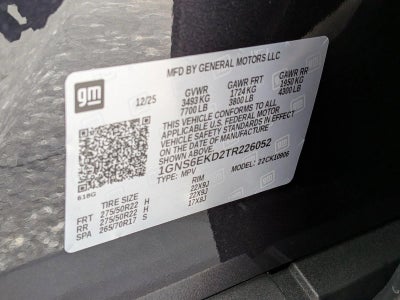 gm
MFD BY GENERAL MOTORS LLC
12/25
GVWR GAWR FRT GAWR RR
3493 KG 1724 KG 1950 KG
7700 LB 3800 LB 4300 LB
THIS VEHICLE CONFORMS TO ALL
APPLICABLE U.S. FEDERAL MOTOR
VEHICLE SAFETY STANDARDS IN EFFECT
ON THE DATE OF MANUFACTURE
SHOWN ABOVE.
1GNS6EKD2TR226052
TYPE: MPV MODEL: 22CK10906
618G
TIRE SIZE RIM
FRT 275/50R22 H 22X9J
RR 275/50R22 H 22X9J
SPA 265/70R17 S 17X8J